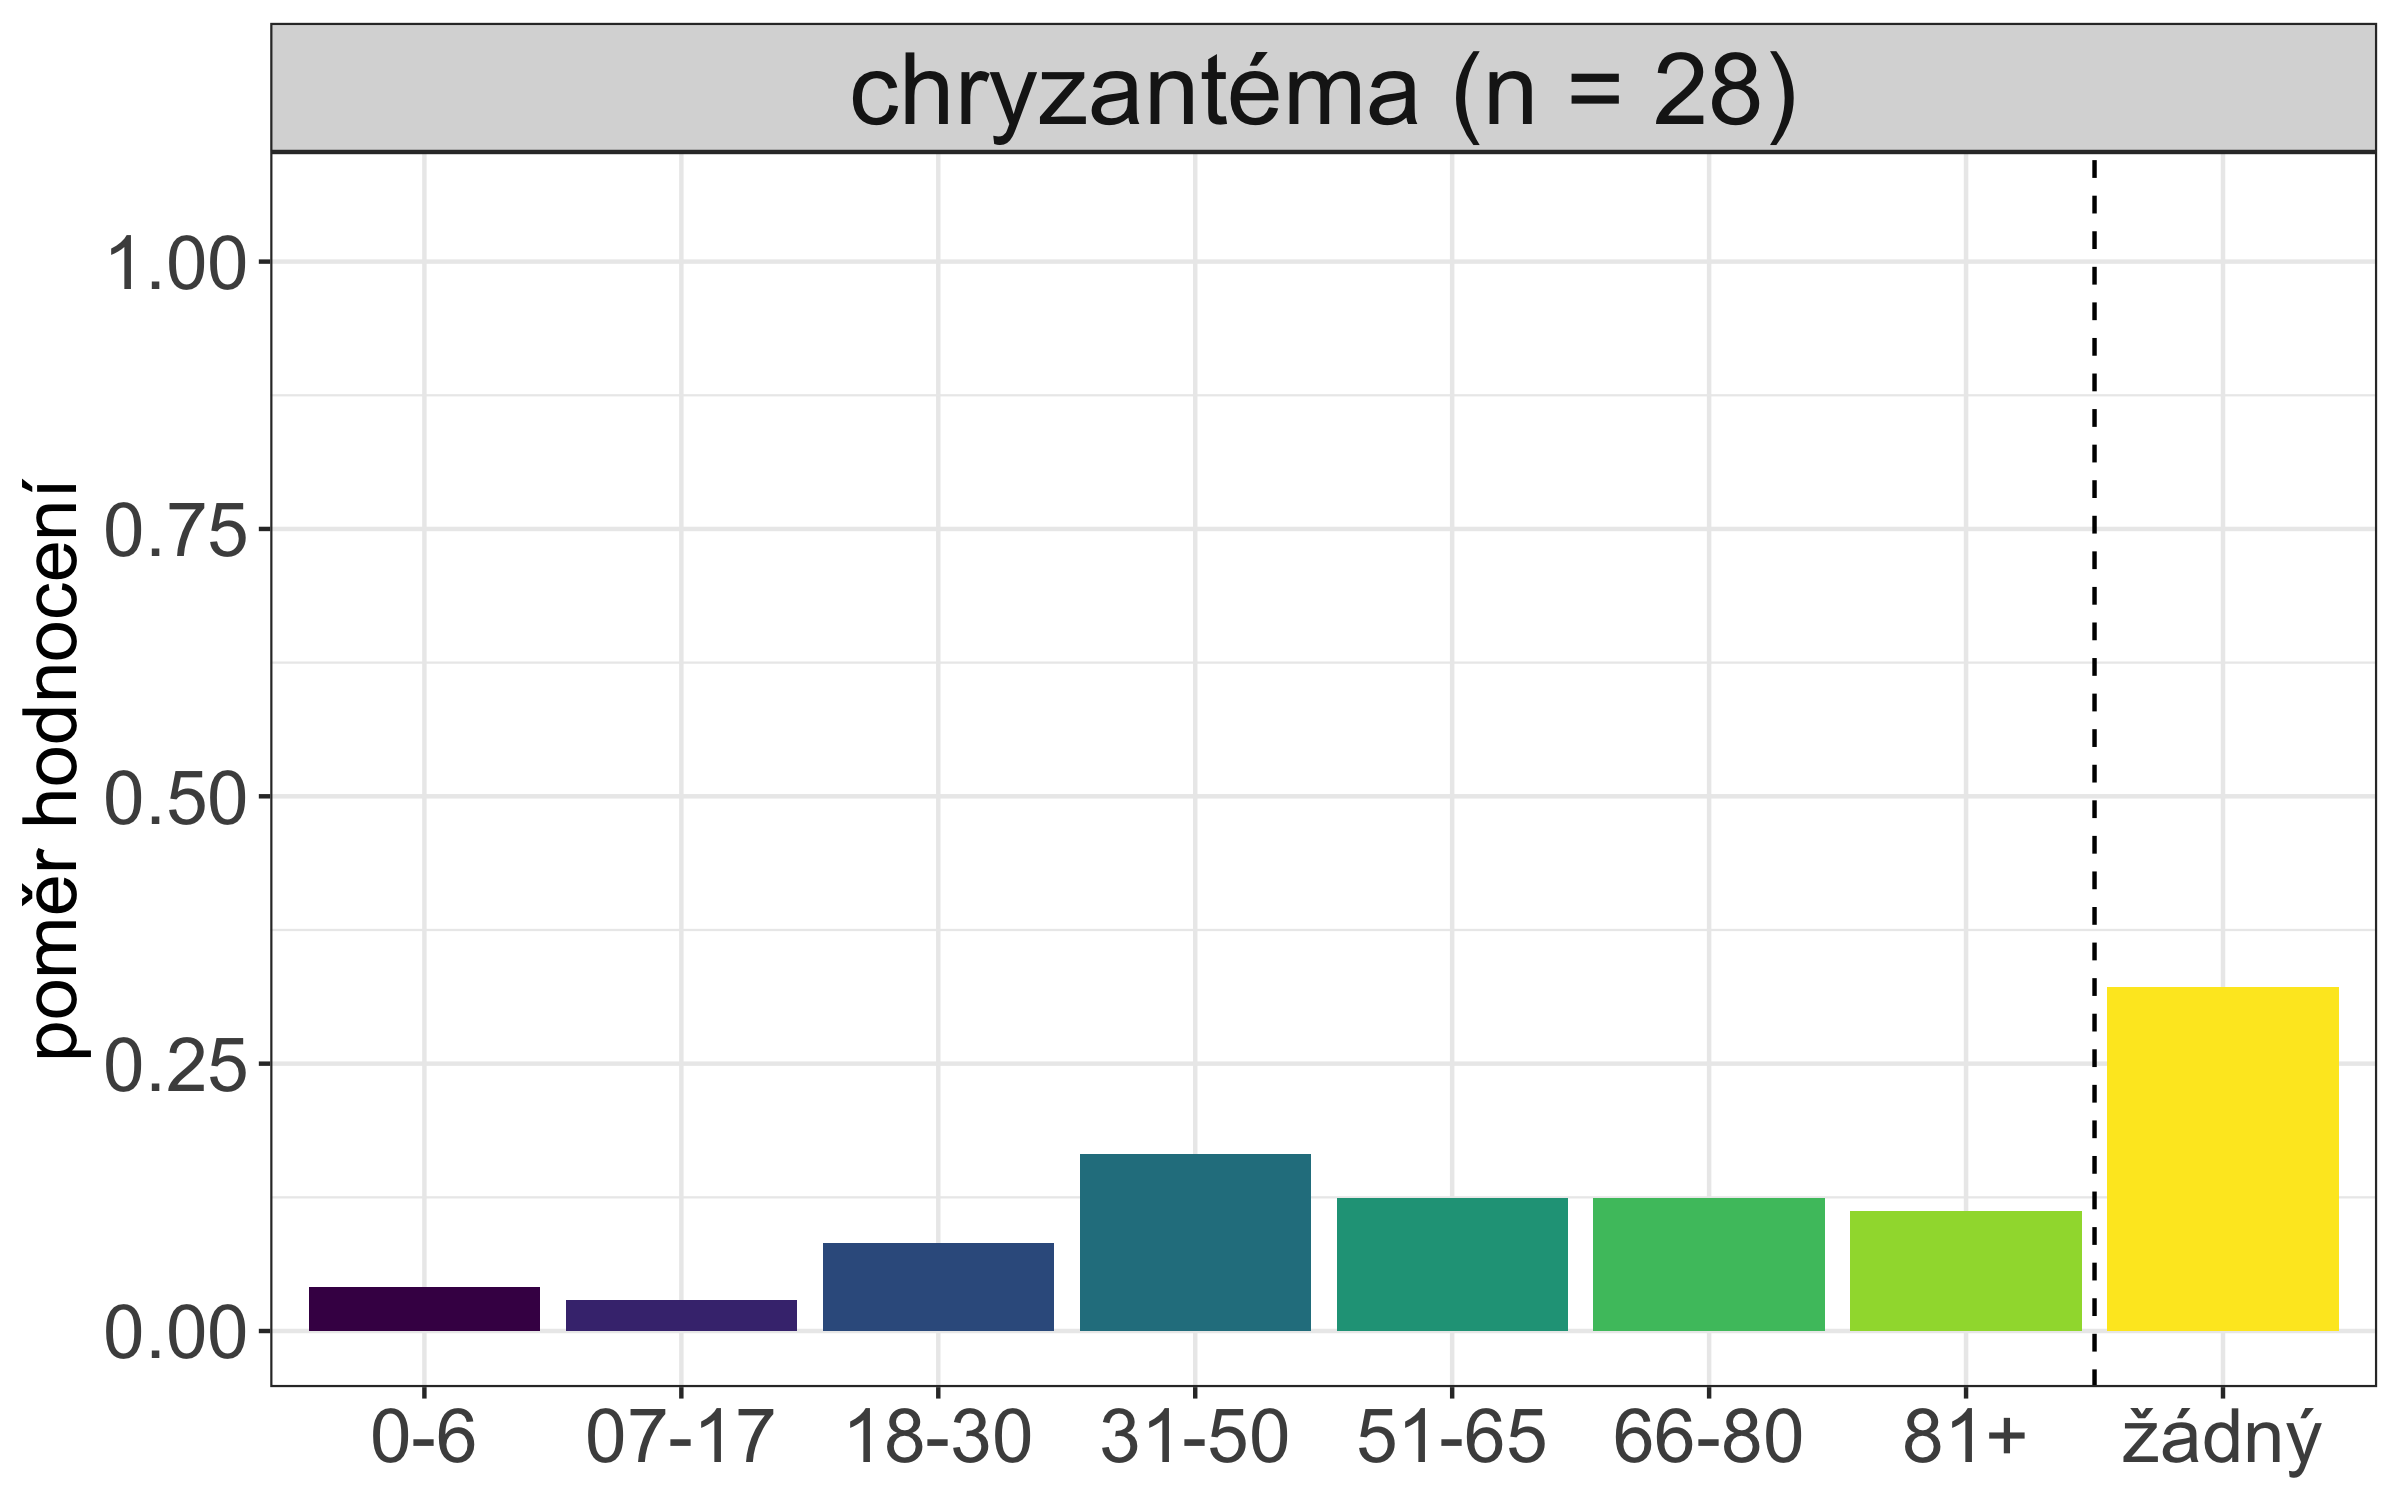 chryzantéma (n = 28)
poměr hodnocení
1.00
0.75
0.50
0.25
0.00
0-6 07-17 18-30 31-50 51-65 66-80 81+ žádný